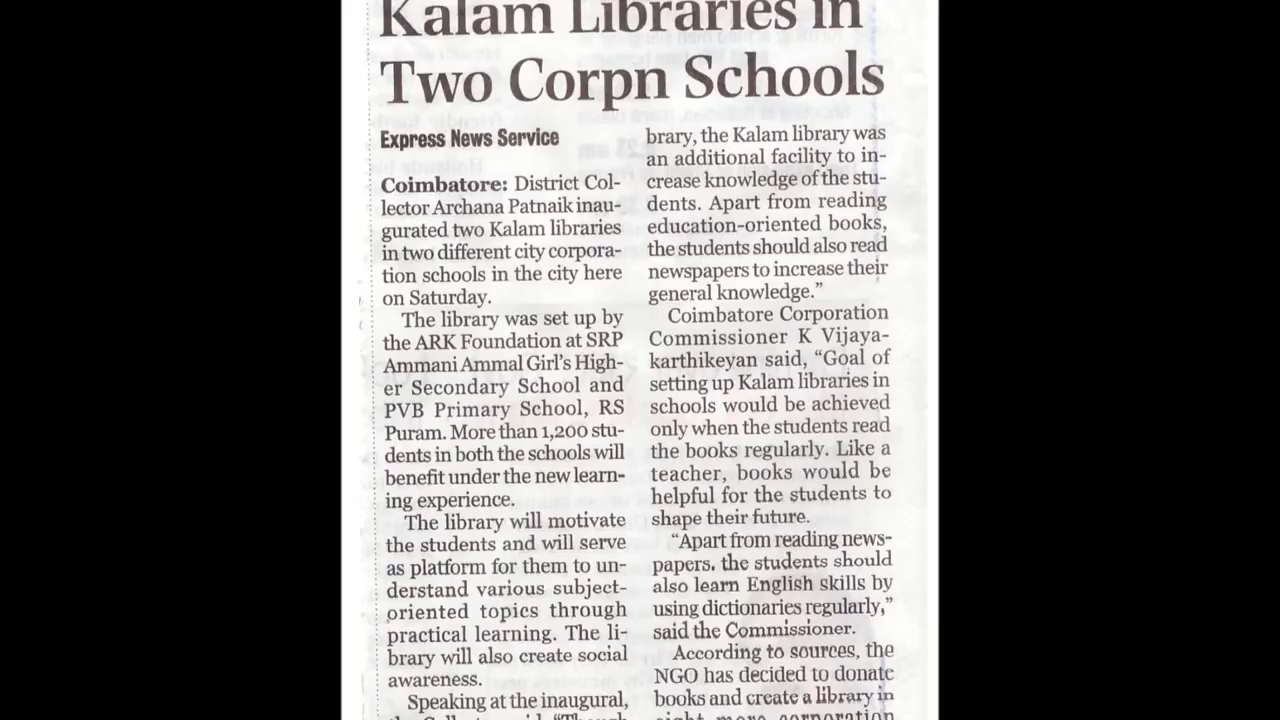 Kalam Libraries in
Two Corpn Schools
Express News Service
Coimbatore: District Col-
lector Archana Patnaik inau-
gurated two Kalam libraries
in two different city corpora-
tion schools in the city here
on Saturday.
The library was set up by
the ARK Foundation at SRP
Ammani Ammal Girl's High-
er Secondary School and
PVB Primary School, RS
Puram. More than 1,200 stu-
dents in both the schools will
benefit under the new learn-
ing experience.
The library will motivate
the students and will serve
as platform for them to un-
derstand various subject-
oriented topics through
practical learning. The li-
brary will also create social
awareness.
Speaking at the inaugural,
the Collector said, “Though
brary, the Kalam library was
an additional facility to in-
crease knowledge of the stu-
dents. Apart from reading
education-oriented books,
the students should also read
newspapers to increase their
general knowledge.”
Coimbatore Corporation
Commissioner K Vijaya-
karthikeyan said, “Goal of
setting up Kalam libraries in
schools would be achieved
only when the students read
the books regularly. Like a
teacher, books would be
helpful for the students to
shape their future.
“Apart from reading news-
papers, the students should
also learn English skills by
using dictionaries regularly,”
said the Commissioner.
According to sources, the
NGO has decided to donate
books and create a library in
eight more corporation